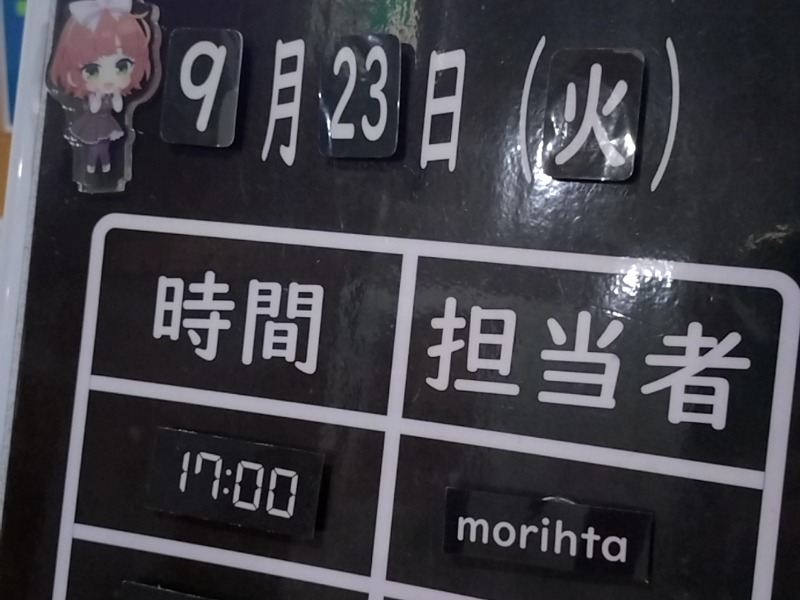 9月23日（火）
時間 担当者
17:00 morihta